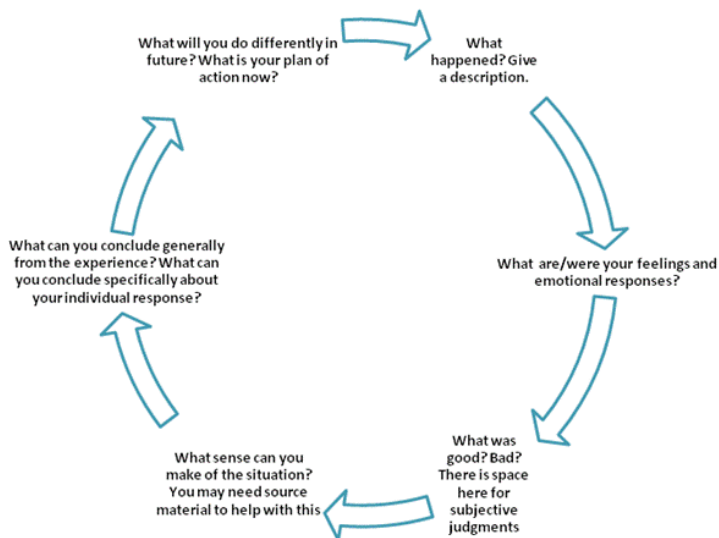 What will you do differently in
future? What is your plan of
action now?
What
happened? Give
a description.
What are/were your feelings and
emotional responses?
What was
good? Bad?
There is space
here for
subjective
judgments
What sense can you
make of the situation?
You may need source
material to help with this
What can you conclude generally
from the experience? What can
you conclude specifically about
your individual response?